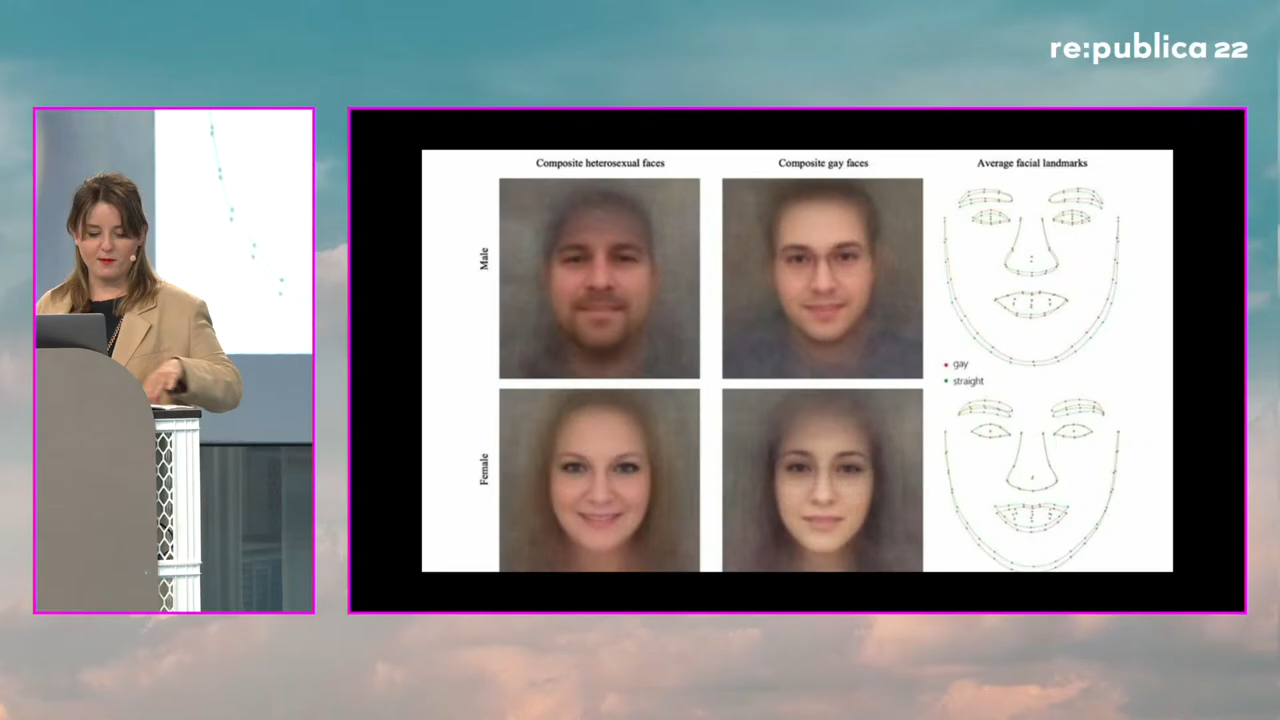 re:publica 22
Composite heterosexual faces
Composite gay faces
Average facial landmarks
Male
gay
straight
Female